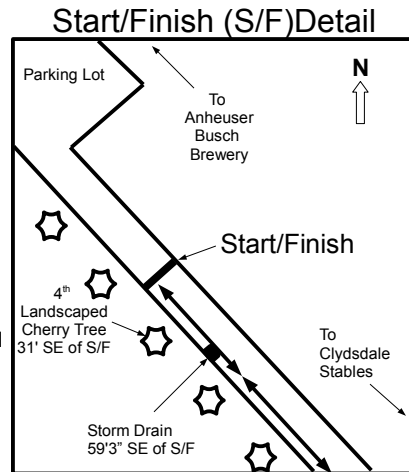 Start/Finish (S/F)Detail
Parking Lot
N
To
Anheuser
Busch
Brewery
Start/Finish
4th
Landscaped
Cherry Tree
31' SE of S/F
To
Clydsdale
Stables
Storm Drain
59'3” SE of S/F